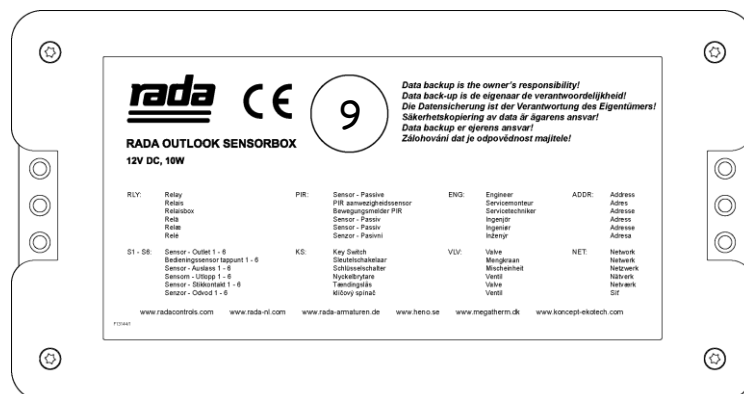 rada
CE
9
Data backup is the owner's responsibility!
Data back-up is de eigenaar de verantwoordelijkheid!
Die Datensicherung ist der Verantwortung des Eigentümers!
Säkerhetskopiering av data är ägarens ansvar!
Data backup er ejerens ansvar!
Zálohování dat je odpovědnost majitele!
RADA OUTLOOK SENSORBOX
12V DC, 10W
RLY: Relay PIR: Sensor - Passive ENG: Engineer ADDR: Address
Relais PIR aanwezigheidssensor Servicemonteur Adres
Relaisbox Bewegungsmelder PIR Servicetechniker Adresse
Relä Sensor - Passiv Ingenjör Adress
Relæ Sensor - Passiv Ingeniør Adresse
Relé Senzor - Pasivní Inženýr Adresa
S1 - S6: Sensor - Outlet 1 - 6 KS: Key Switch VLV: Valve NET: Network
Bedieningssensor tappunt 1 - 6 Sleutelschakelaar Mengkraan Netwerk
Sensor - Auslass 1 - 6 Schlüsselschalter Mischeinheit Netzwerk
Sensorn - Utlopp 1 - 6 Nyckelbrytare Ventil Nätverk
Sensor - Stikkontakt 1 - 6 Tændingslås Valve Netværk
Senzor - Odvod 1 - 6 klíčový spínač Ventil Síť
www.radacontrols.com www.rada-nl.com www.rada-armaturen.de www.heno.se www.megatherm.dk www.koncept-ekotech.com